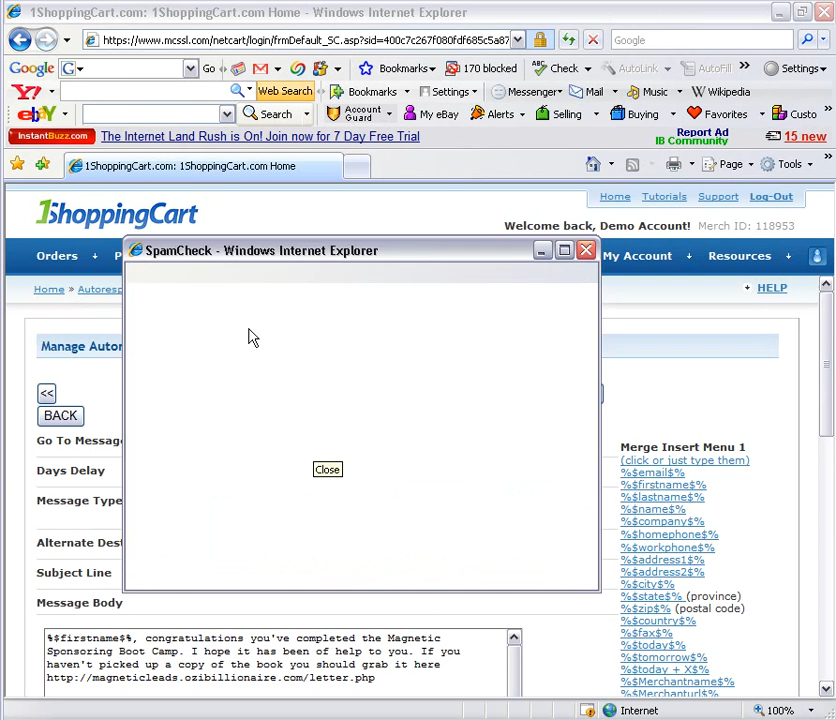 1ShoppingCart.com: 1ShoppingCart.com Home - Windows Internet Explorer
https://www.mcssl.com/netcart/login/frmDefault_SC.asp?sid=400c7c267f080fdf685c5a87
Google
Google G Go Bookmarks 170 blocked Check AutoLink AutoFill Settings
Y! Web Search Bookmarks Settings Messenger Mail Music Wikipedia
ebY Search Account Guard My eBay Alerts Selling Buying Favorites Custo
InstantBuzz.com The Internet Land Rush is On! Join now for 7 Day Free Trial Report Ad IB Community 15 new
1ShoppingCart.com: 1ShoppingCart.com Home Page Tools
1ShoppingCart
Home | Tutorials | Support | Log-Out
Welcome back, Demo Account! Merch ID: 118953
Orders P My Account Resources
SpamCheck - Windows Internet Explorer
Home » Autoresp HELP
Manage Autor
<<
BACK
Go To Messag
Days Delay
Message Type
Alternate Dest
Subject Line
Message Body
Close
%$firstname$%, congratulations you've completed the Magnetic
Sponsoring Boot Camp. I hope it has been of help to you. If you
haven't picked up a copy of the book you should grab it here
http://magneticleads.ozibillionaire.com/letter.php
Merge Insert Menu 1
(click or just type them)
%$email$%
%$firstname$%
%$lastname$%
%$name$%
%$company$%
%$homephone$%
%$workphone$%
%$address1$%
%$address2$%
%$city$%
%$state$% (province)
%$zip$% (postal code)
%$country$%
%$fax$%
%$today$%
%$tomorrow$%
%$today + X$%
%$Merchantname$%
%$Merchanturl$%
Internet 100%